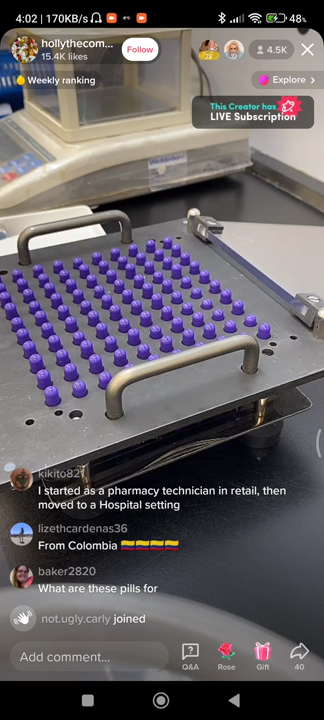 4:02 | 170KB/s
48%
hollythecom...
15.4K likes
Follow
4.5K
Weekly ranking
Explore >
This Creator has
LIVE Subscription
kikito827
I started as a pharmacy technician in retail, then
moved to a Hospital setting
lizethcardenas36
From Colombia 🇨🇴🇨🇴🇨🇴🇨🇴
baker2820
What are these pills for
not.ugly.carly joined
Add comment...
Q&A
Rose
Gift
40